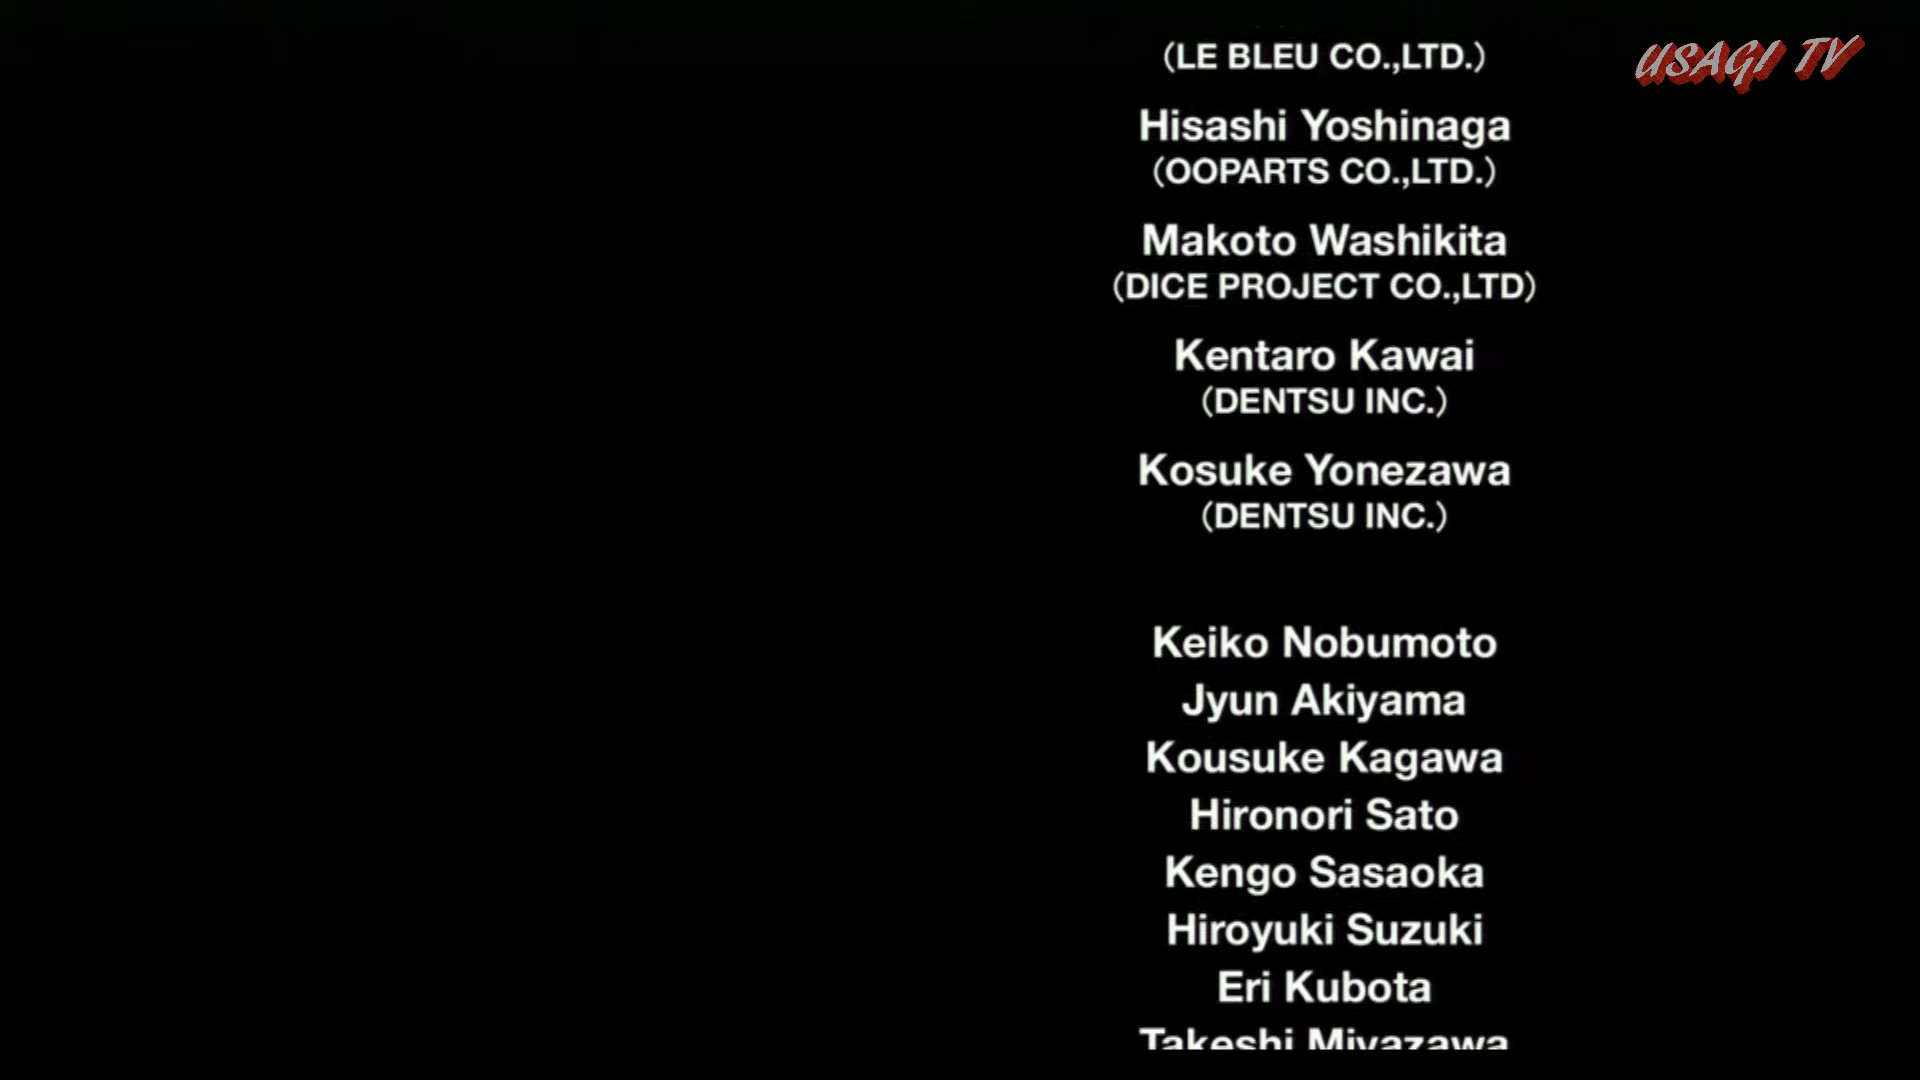 (LE BLEU CO.,LTD.)
USAGI TV
Hisashi Yoshinaga
(OOPARTS CO.,LTD.)
Makoto Washikita
(DICE PROJECT CO.,LTD)
Kentaro Kawai
(DENTSU INC.)
Kosuke Yonezawa
(DENTSU INC.)
Keiko Nobumoto
Jyun Akiyama
Kousuke Kagawa
Hironori Sato
Kengo Sasaoka
Hiroyuki Suzuki
Eri Kubota
Takeshi Miyazawa